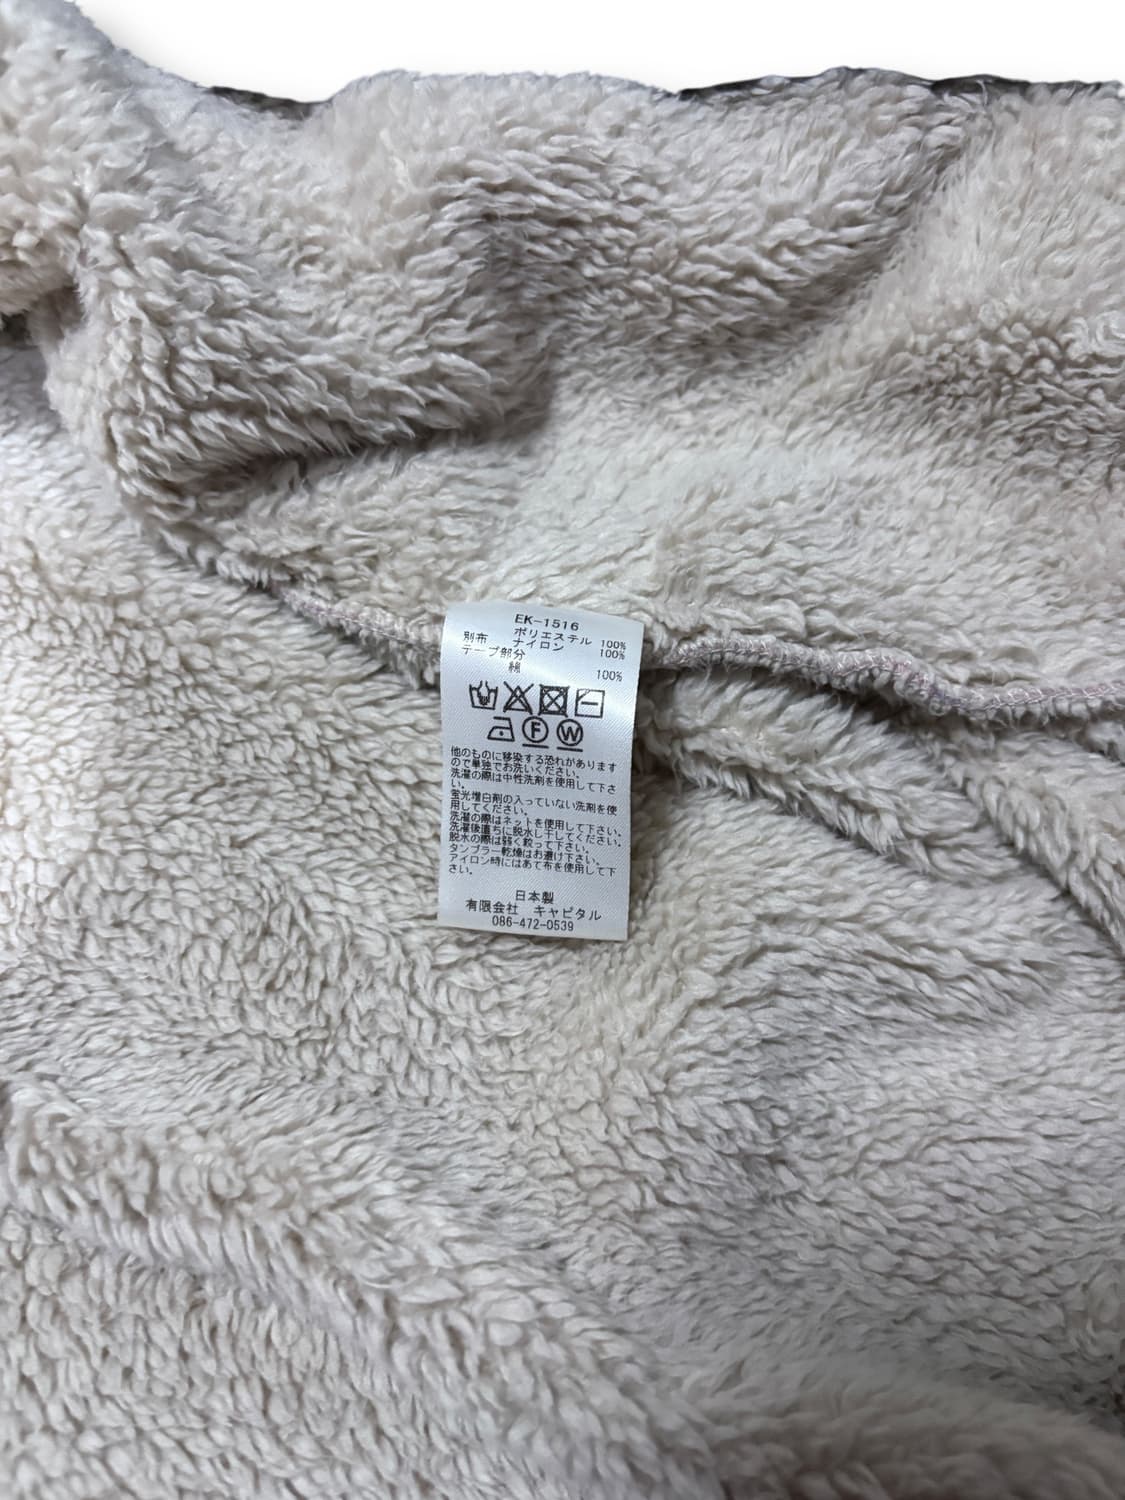 EK-1516
ポリエステル 100%
別布 ナイロン 100%
テープ部分
綿 100%
F W
他のものに移染する恐れがあります
ので単独でお洗いください。
洗濯の際は中性洗剤を使用して下さ
い。
蛍光増白剤の入っていない洗剤を使
用してください。
洗濯の際はネットを使用して下さい。
洗濯後直ちに脱水し干してください。
脱水の際は弱く絞って下さい。
タンブラー乾燥はお避け下さい。
アイロン時にはあて布を使用して下
さい。
日本製
有限会社 キャピタル
086-472-0539